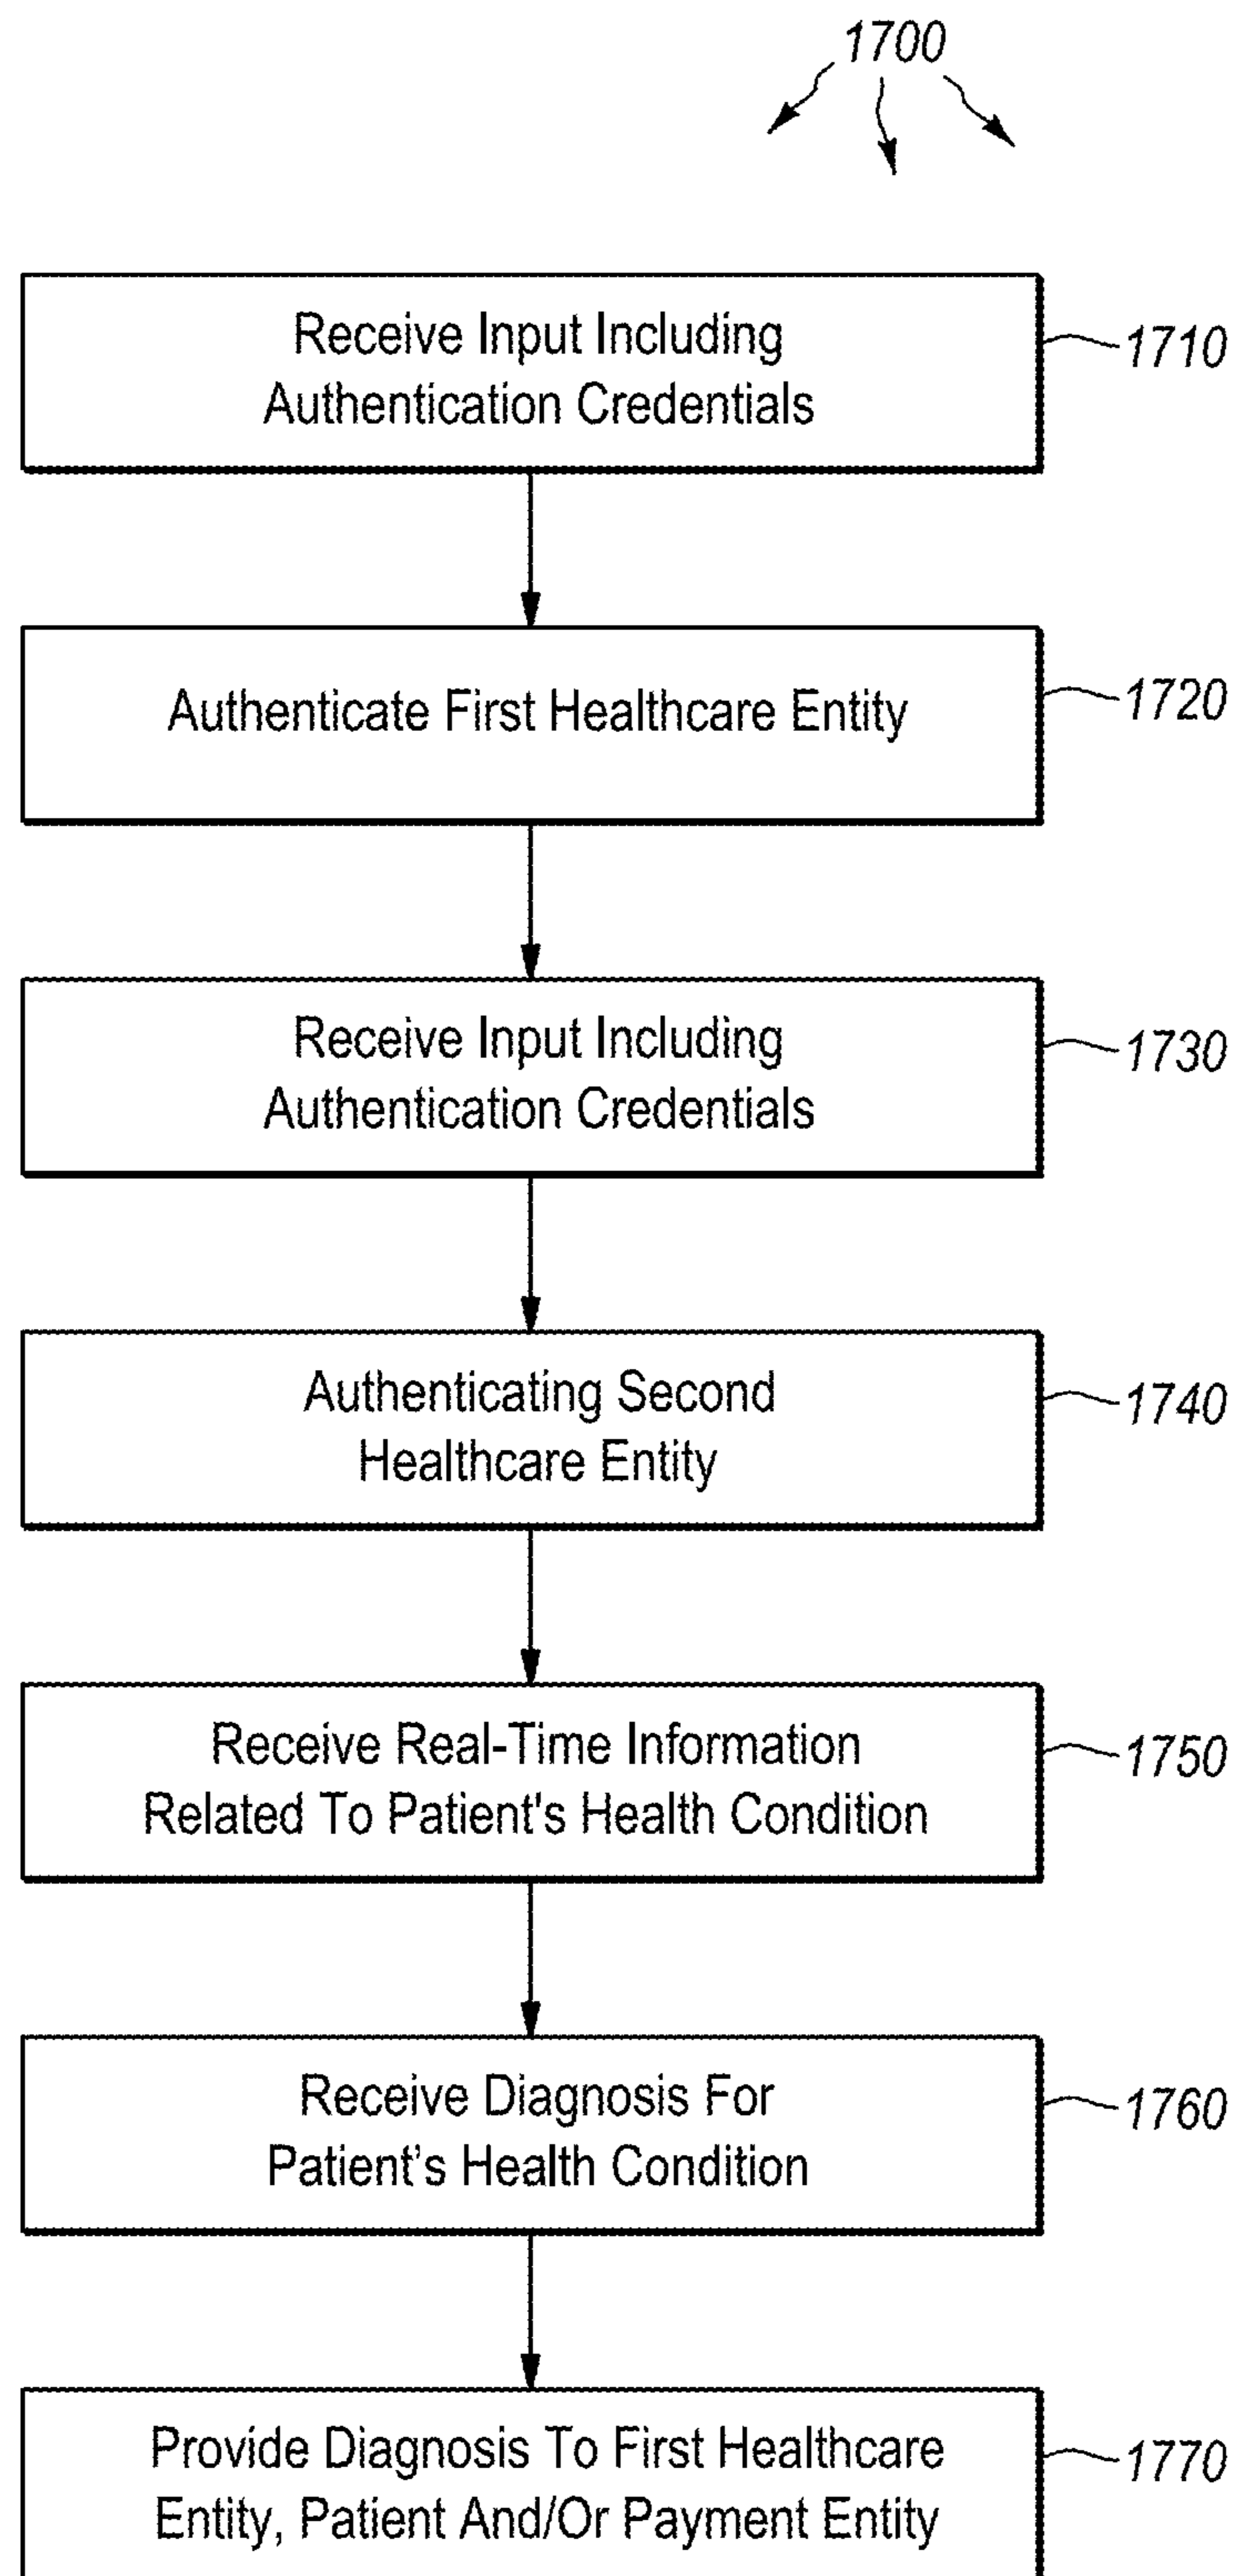 1700
Receive Input Including
Authentication Credentials
1710
Authenticate First Healthcare Entity
1720
Receive Input Including
Authentication Credentials
1730
Authenticating Second
Healthcare Entity
1740
Receive Real-Time Information
Related To Patient's Health Condition
1750
Receive Diagnosis For
Patient’s Health Condition
1760
Provide Diagnosis To First Healthcare
Entity, Patient And/Or Payment Entity
1770